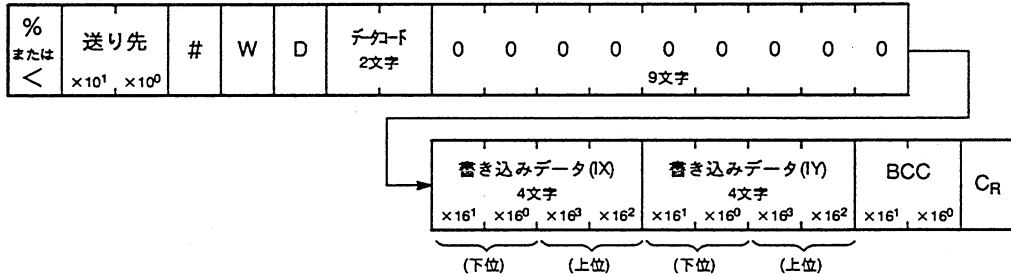 %
または
<
送り先
×10¹ ×10⁰
#
W
D
データコード
2文字
0 0 0 0 0 0 0 0 0
9文字
書き込みデータ(IX)
4文字
×16¹ ×16⁰ ×16³ ×16²
書き込みデータ(IY)
4文字
×16¹ ×16⁰ ×16³ ×16²
BCC
×16¹ ×16⁰
CR
(下位) (上位) (下位) (上位)